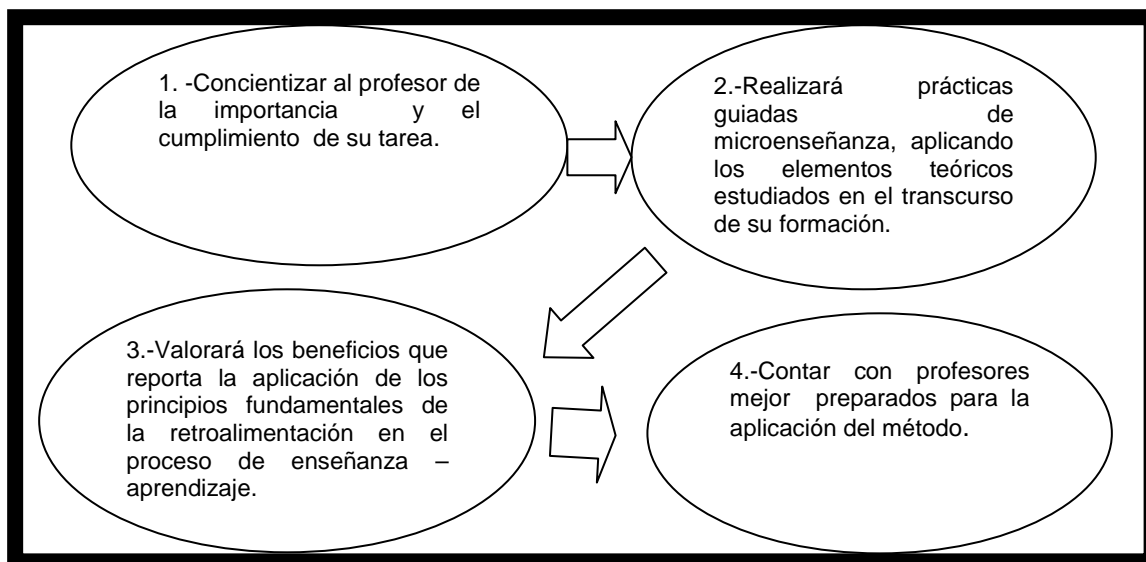 1. -Concientizar al profesor de
la importancia y el
cumplimiento de su tarea.
2.-Realizará prácticas
guiadas de
microenseñanza, aplicando
los elementos teóricos
estudiados en el transcurso
de su formación.
3.-Valorará los beneficios que
reporta la aplicación de los
principios fundamentales de
la retroalimentación en el
proceso de enseñanza –
aprendizaje.
4.-Contar con profesores
mejor preparados para la
aplicación del método.